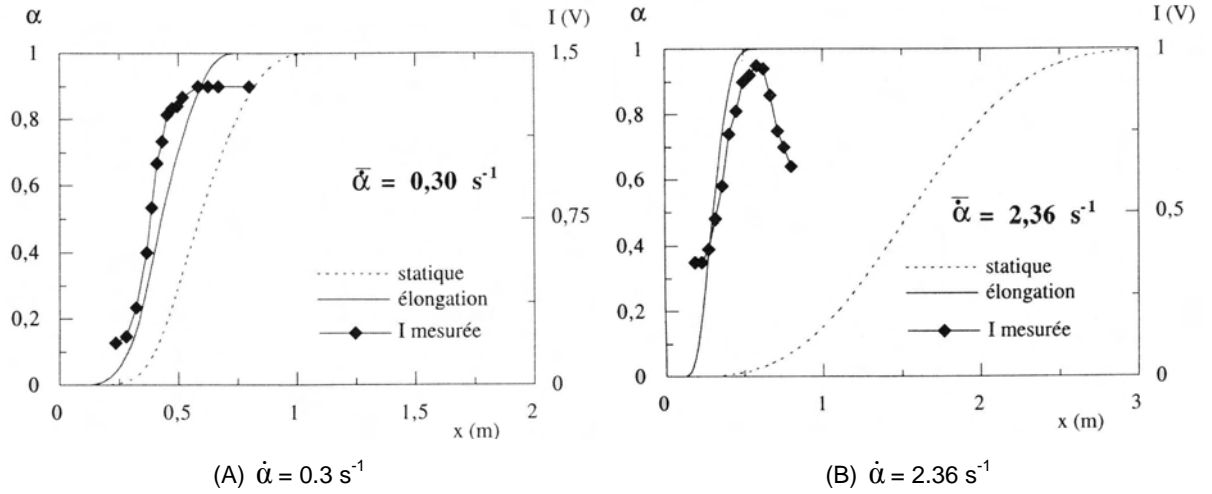 α
I (V)
1
0,8
0,6
0,4
0,2
0
1,5
0,75
0
α̇ = 0,30 s-1
statique
élongation
I mesurée
0
0,5
1
1,5
2
x (m)
(A) α̇ = 0.3 s-1
α
I (V)
1
0,8
0,6
0,4
0,2
0
1
0,5
0
α̇ = 2,36 s-1
statique
élongation
I mesurée
0
1
2
3
x (m)
(B) α̇ = 2.36 s-1